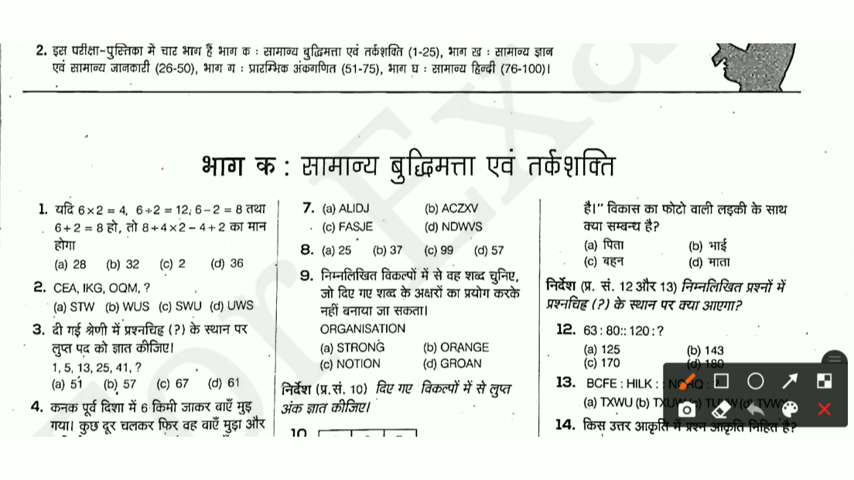 2. इस परीक्षा-पुस्तिका में चार भाग हैं भाग क : सामान्य बुद्धिमत्ता एवं तर्कशक्ति (1-25), भाग ख : सामान्य ज्ञान
एवं सामान्य जानकारी (26-50), भाग ग : प्रारम्भिक अंकगणित (51-75), भाग घ : सामान्य हिन्दी (76-100)।
भाग क : सामान्य बुद्धिमत्ता एवं तर्कशक्ति
1. यदि 6×2 = 4, 6÷2 = 12, 6−2 = 8 तथा
6+2 = 8 हो, तो 8÷4×2−4+2 का मान
होगा
(a) 28 (b) 32 (c) 2 (d) 36
2. CEA, IKG, OQM, ?
(a) STW (b) WUS (c) SWU (d) UWS
3. दी गई श्रेणी में प्रश्नचिह्न (?) के स्थान पर
लुप्त पद को ज्ञात कीजिए।
1, 5, 13, 25, 41, ?
(a) 51 (b) 57 (c) 67 (d) 61
4. कनक पूर्व दिशा में 6 किमी जाकर बाएँ मुड़
गया। कुछ दूर चलकर फिर वह बाएँ मुड़ा और
7. (a) ALIDJ (b) ACZXV
(c) FASJE (d) NDWVS
8. (a) 25 (b) 37 (c) 99 (d) 57
9. निम्नलिखित विकल्पों में से वह शब्द चुनिए,
जो दिए गए शब्द के अक्षरों का प्रयोग करके
नहीं बनाया जा सकता।
ORGANISATION
(a) STRONG (b) ORANGE
(c) NOTION (d) GROAN
निर्देश (प्र.सं. 10) दिए गए विकल्पों में से लुप्त
अंक ज्ञात कीजिए।
10
है।" विकास का फोटो वाली लड़की के साथ
क्या सम्बन्ध है?
(a) पिता (b) भाई
(c) बहन (d) माता
निर्देश (प्र. सं. 12 और 13) निम्नलिखित प्रश्नों में
प्रश्नचिह्न (?) के स्थान पर क्या आएगा?
12. 63 : 80 :: 120 : ?
(a) 125 (b) 143
(c) 170 (d) 180
13. BCFE : HILK : :
(a) TXWU (b)
14. किस उत्तर आकृति में प्रश्न आकृति निहित है?
For Exa